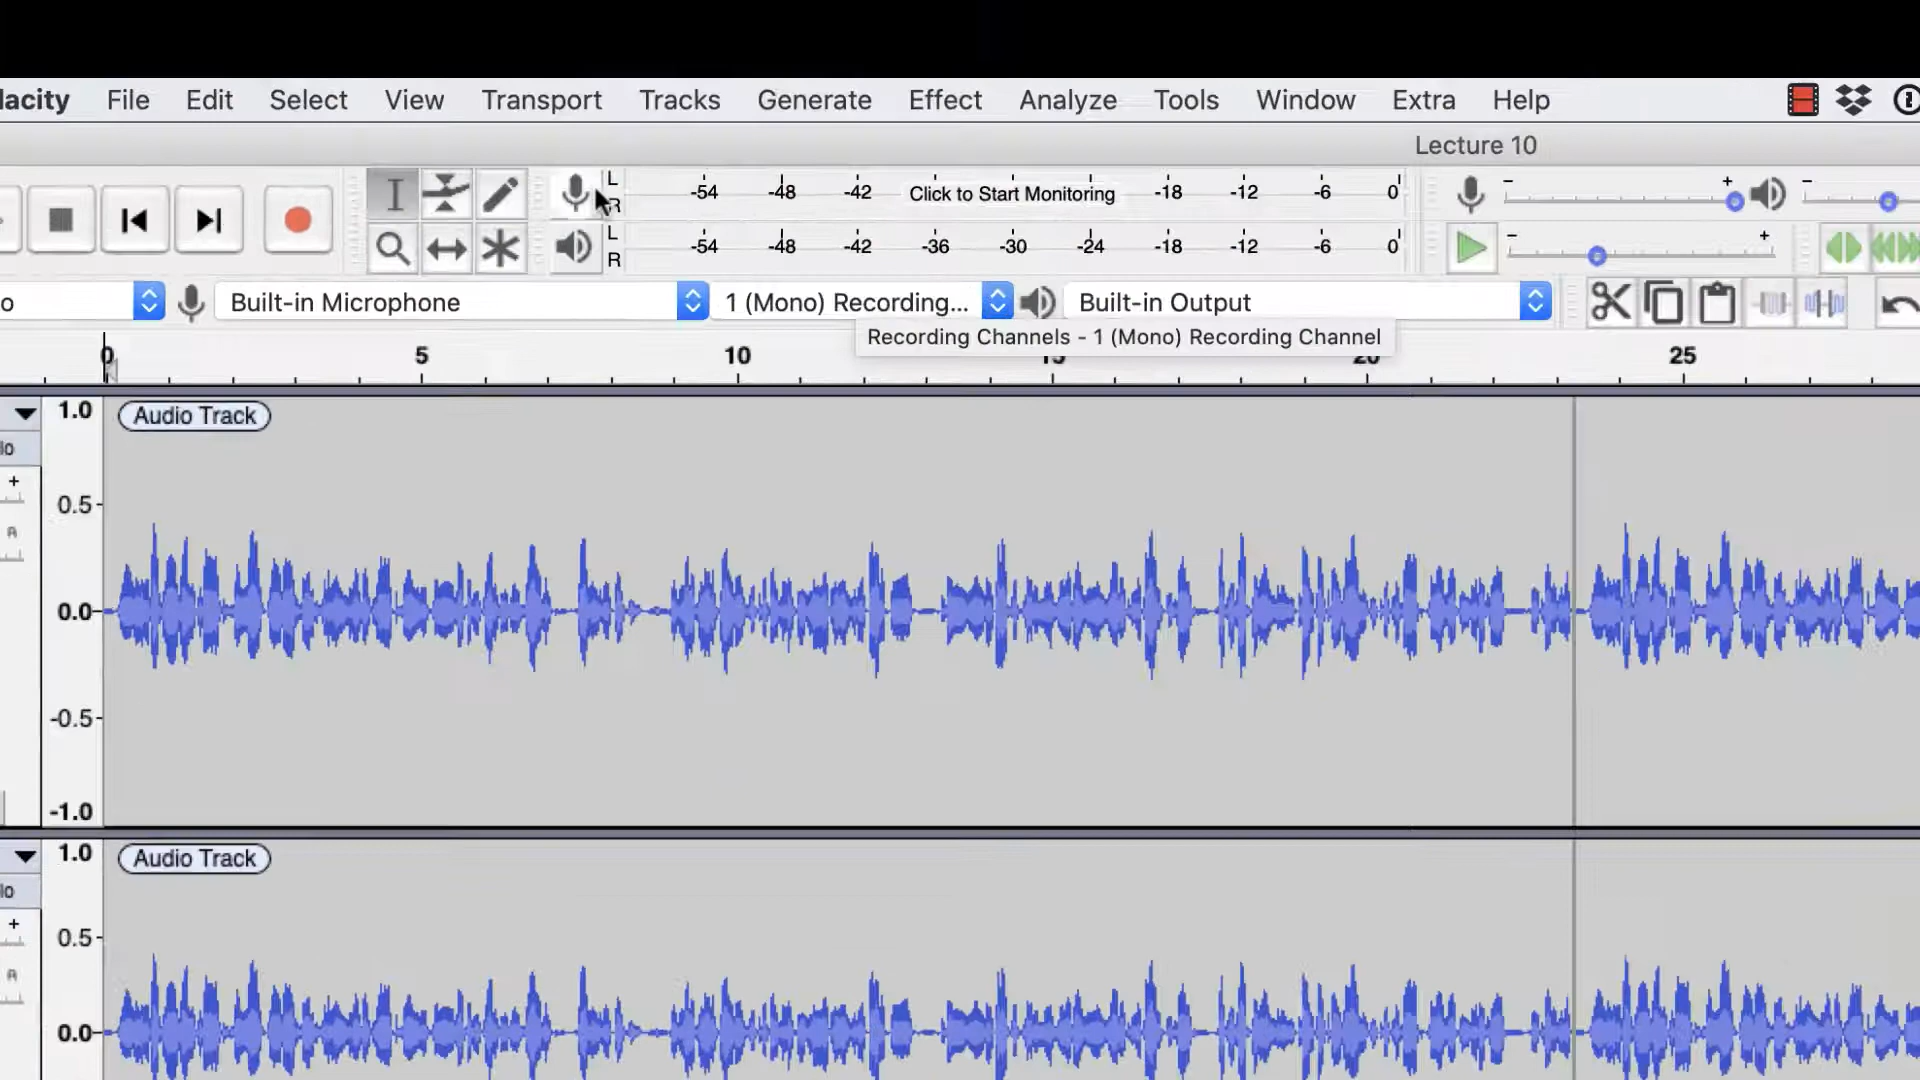 lacity File Edit Select View Transport Tracks Generate Effect Analyze Tools Window Extra Help
Lecture 10
L
R
-54 -48 -42 Click to Start Monitoring -18 -12 -6 0
- +
-
L
R
-54 -48 -42 -36 -30 -24 -18 -12 -6 0
- +
o Built-in Microphone 1 (Mono) Recording... Built-in Output
Recording Channels - 1 (Mono) Recording Channel
0 5 10 15 20 25
1.0 Audio Track
lo
+
0.5
R
0.0
-0.5
-1.0
1.0 Audio Track
lo
+
0.5
R
0.0